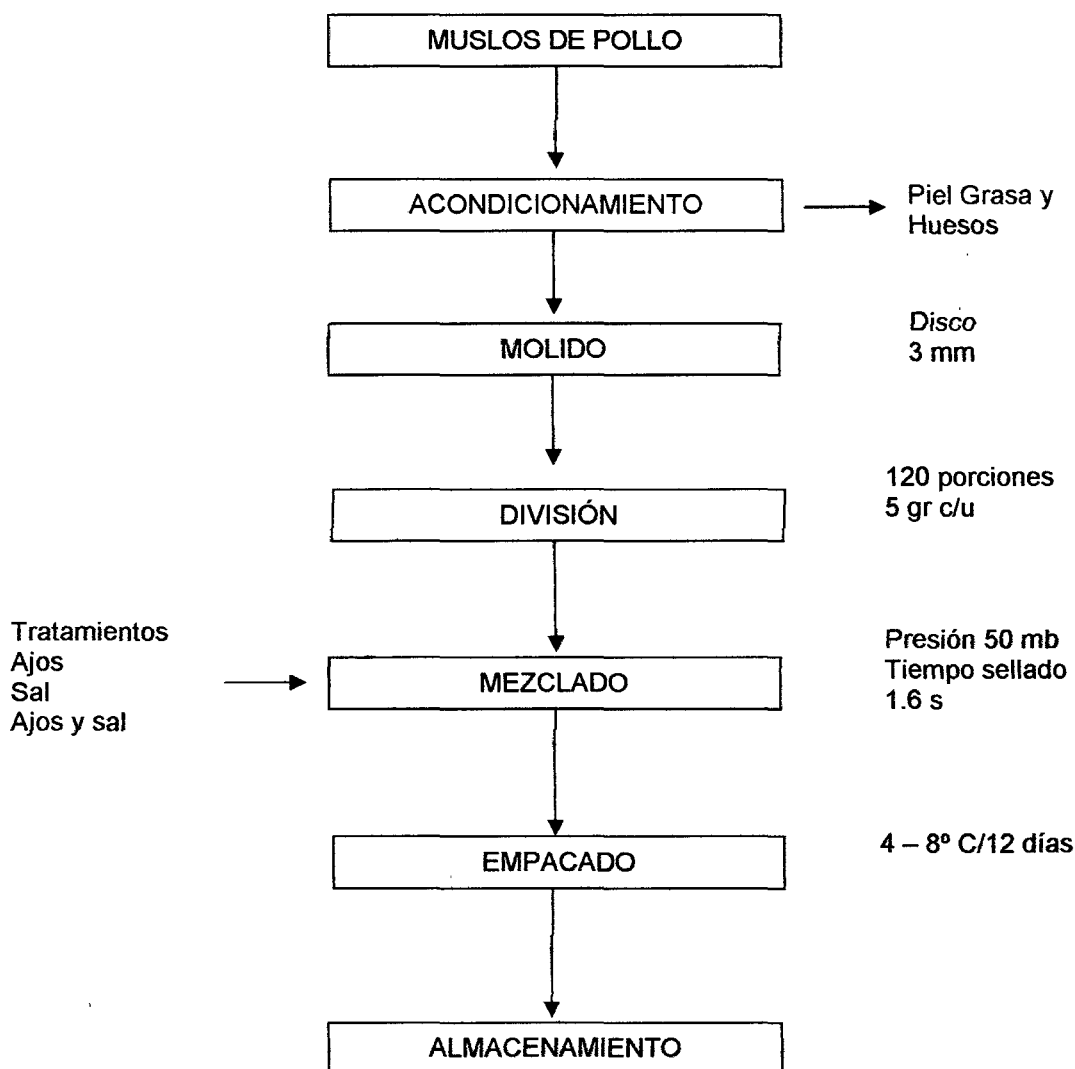 MUSLOS DE POLLO
ACONDICIONAMIENTO
Piel Grasa y
Huesos
MOLIDO
Disco
3 mm
DIVISIÓN
120 porciones
5 gr c/u
Tratamientos
Ajos
Sal
Ajos y sal
MEZCLADO
Presión 50 mb
Tiempo sellado
1.6 s
EMPACADO
4 – 8º C/12 días
ALMACENAMIENTO